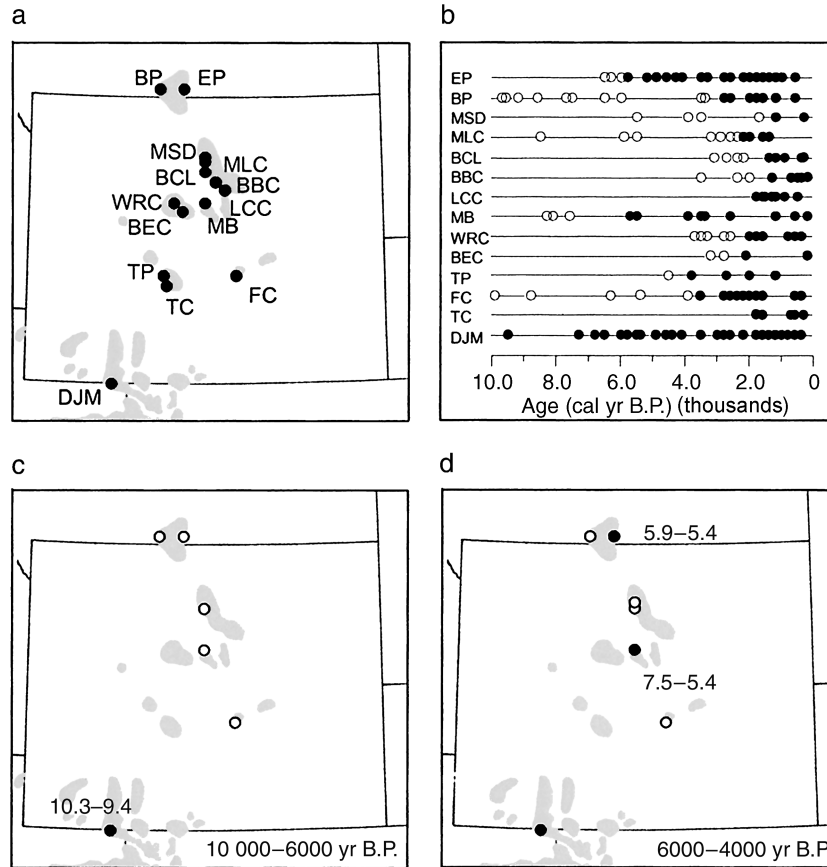 a
BP
EP
MSD
MLC
BCL
BBC
WRC
LCC
BEC
MB
TP
TC
FC
DJM
b
EP
BP
MSD
MLC
BCL
BBC
LCC
MB
WRC
BEC
TP
FC
TC
DJM
10.0 8.0 6.0 4.0 2.0 0
Age (cal yr B.P.) (thousands)
c
10.3–9.4
10 000–6000 yr B.P.
d
5.9–5.4
7.5–5.4
6000–4000 yr B.P.